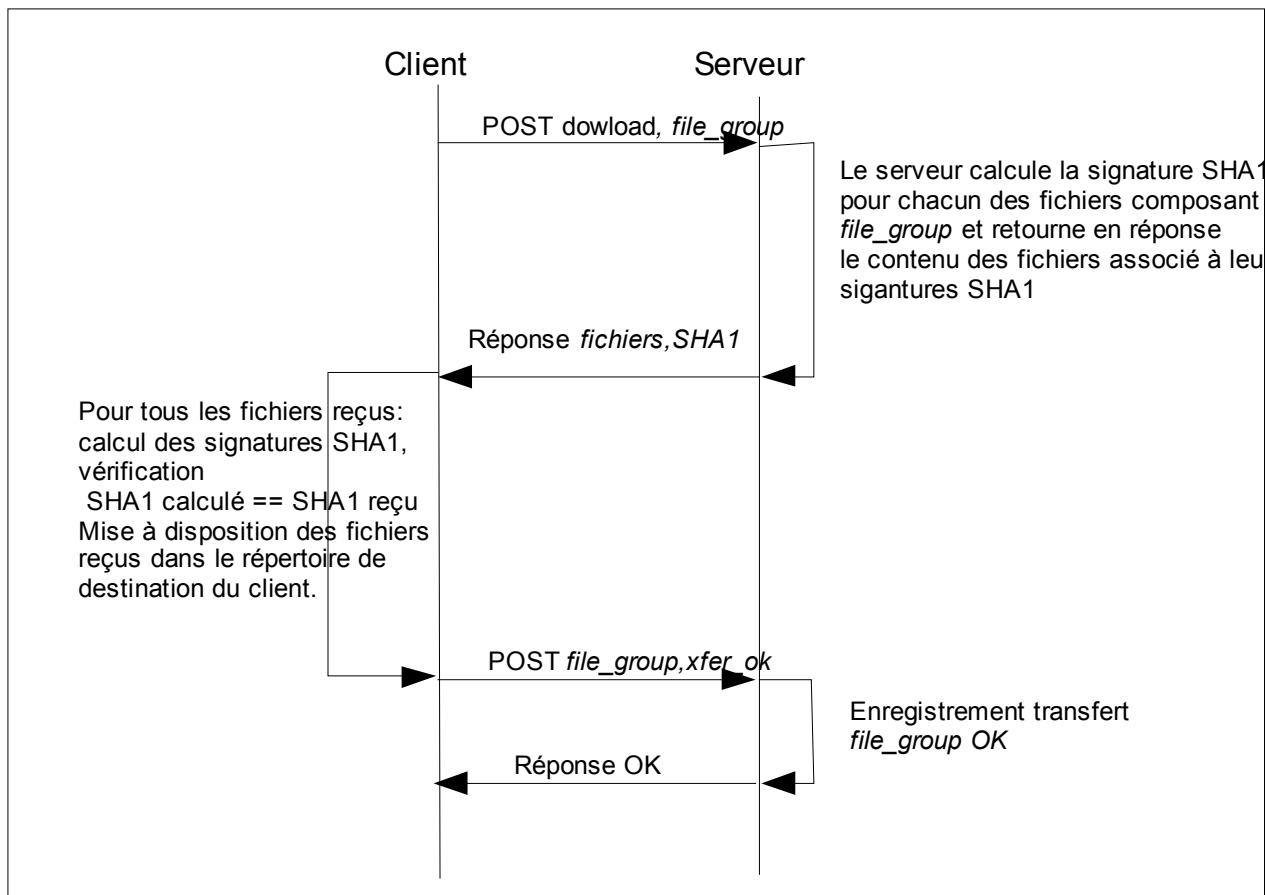 Client
Serveur
POST dowload, file_group
Le serveur calcule la signature SHA1
pour chacun des fichiers composant
file_group et retourne en réponse
le contenu des fichiers associé à leu
sigantures SHA1
Réponse fichiers,SHA1
Pour tous les fichiers reçus:
calcul des signatures SHA1,
vérification
SHA1 calculé == SHA1 reçu
Mise à disposition des fichiers
reçus dans le répertoire de
destination du client.
POST file_group,xfer_ok
Enregistrement transfert
file_group OK
Réponse OK